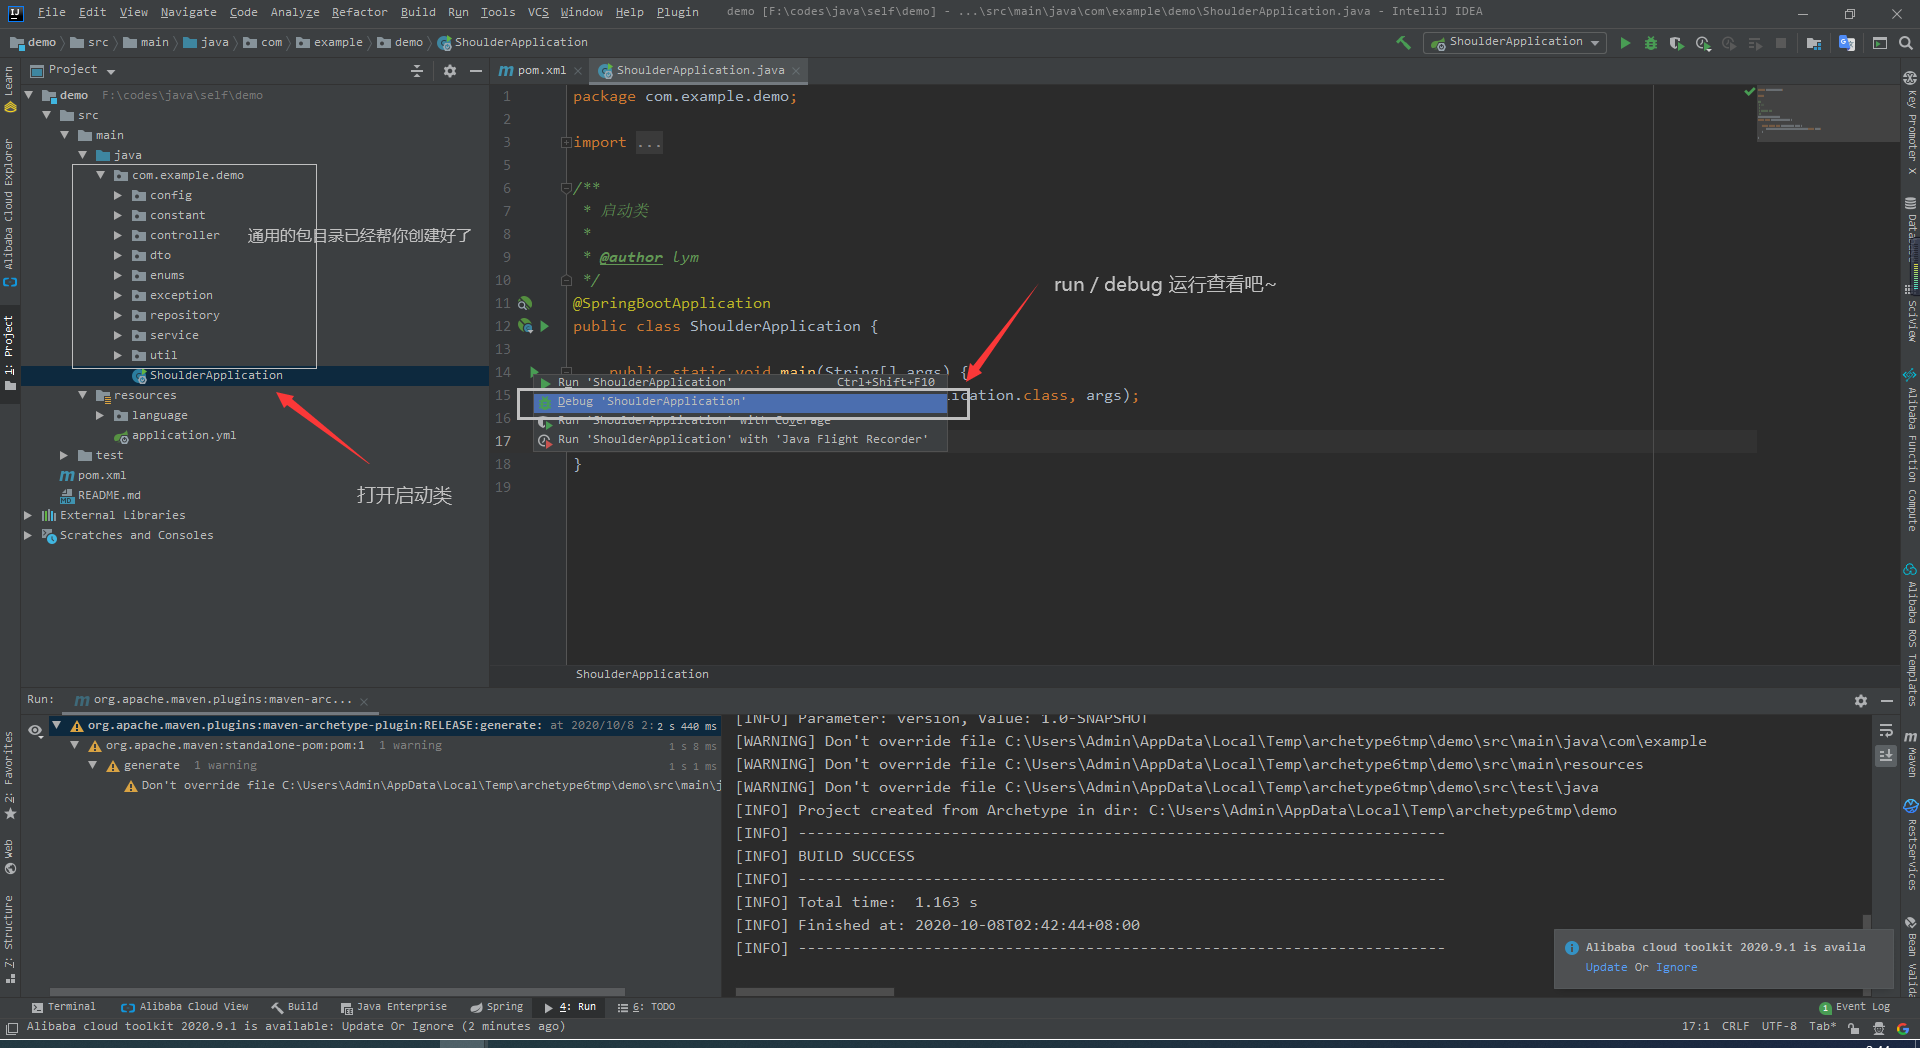 File Edit View Navigate Code Analyze Refactor Build Run Tools VCS Window Help Plugin demo [F:\codes\java\self\demo] - ...\src\main\java\com\example\demo\ShoulderApplication.java - IntelliJ IDEA
demo src main java com example demo ShoulderApplication
ShoulderApplication
Learn
Alibaba Cloud Explorer
1: Project
2: Favorites
Web
Z: Structure
Project
demo F:\codes\java\self\demo
src
main
java
com.example.demo
config
constant
controller
通用的包目录已经帮你创建好了
dto
enums
exception
repository
service
util
ShoulderApplication
resources
language
application.yml
test
pom.xml
README.md
打开启动类
External Libraries
Scratches and Consoles
pom.xml ShoulderApplication.java
1 package com.example.demo;
2
3 import ...
5
6 /**
7 * 启动类
8 *
9 * @author lym
10 */
11 @SpringBootApplication
12 public class ShoulderApplication {
13
14 public static void main(String[] args) {
15 ication.class, args);
16
17
18 }
19
run / debug 运行查看吧~
Run 'ShoulderApplication' Ctrl+Shift+F10
Debug 'ShoulderApplication'
Run 'ShoulderApplication' with Coverage
Run 'ShoulderApplication' with 'Java Flight Recorder'
ShoulderApplication
Key Promoter X
SciView
Alibaba Function Compute
Alibaba ROS Templates
Maven
RestServices
Run: org.apache.maven.plugins:maven-arc...
org.apache.maven.plugins:maven-archetype-plugin:RELEASE:generate: at 2020/10/8 2: 2 s 440 ms
org.apache.maven:standalone-pom:pom:1 1 warning 1 s 8 ms
generate 1 warning 1 s 1 ms
Don't override file C:\Users\Admin\AppData\Local\Temp\archetype6tmp\demo\src\main\j
[INFO] Parameter: version, Value: 1.0-SNAPSHOT
[WARNING] Don't override file C:\Users\Admin\AppData\Local\Temp\archetype6tmp\demo\src\main\java\com\example
[WARNING] Don't override file C:\Users\Admin\AppData\Local\Temp\archetype6tmp\demo\src\main\resources
[WARNING] Don't override file C:\Users\Admin\AppData\Local\Temp\archetype6tmp\demo\src\test\java
[INFO] Project created from Archetype in dir: C:\Users\Admin\AppData\Local\Temp\archetype6tmp\demo
[INFO] ------------------------------------------------------------------------
[INFO] BUILD SUCCESS
[INFO] ------------------------------------------------------------------------
[INFO] Total time:  1.163 s
[INFO] Finished at: 2020-10-08T02:42:44+08:00
[INFO] ------------------------------------------------------------------------
Alibaba cloud toolkit 2020.9.1 is availa
Update Or Ignore
Terminal Alibaba Cloud View Build Java Enterprise Spring 4: Run 6: TODO 1 Event Log
Alibaba cloud toolkit 2020.9.1 is available: Update Or Ignore (2 minutes ago) 17:1 CRLF UTF-8 Tab*